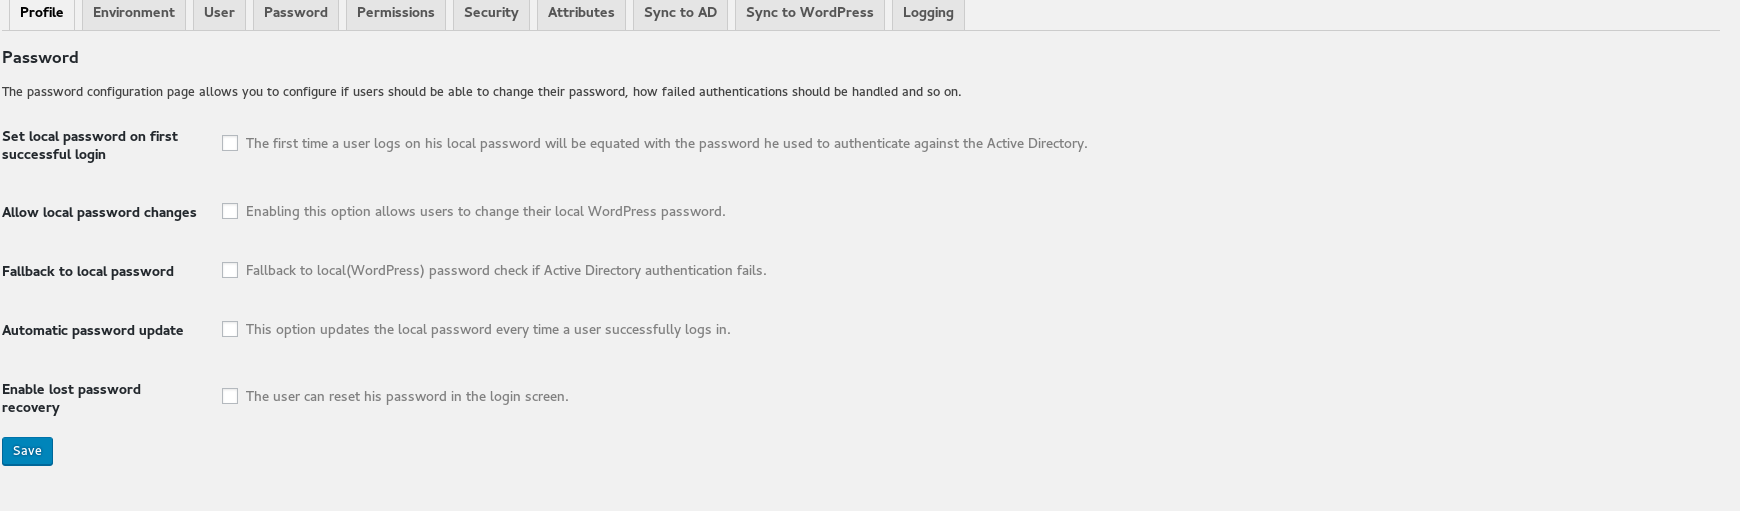 Profile Environment User Password Permissions Security Attributes Sync to AD Sync to WordPress Logging
Password
The password configuration page allows you to configure if users should be able to change their password, how failed authentications should be handled and so on.
Set local password on first
successful login
The first time a user logs on his local password will be equated with the password he used to authenticate against the Active Directory.
Allow local password changes
Enabling this option allows users to change their local WordPress password.
Fallback to local password
Fallback to local(WordPress) password check if Active Directory authentication fails.
Automatic password update
This option updates the local password every time a user successfully logs in.
Enable lost password
recovery
The user can reset his password in the login screen.
Save